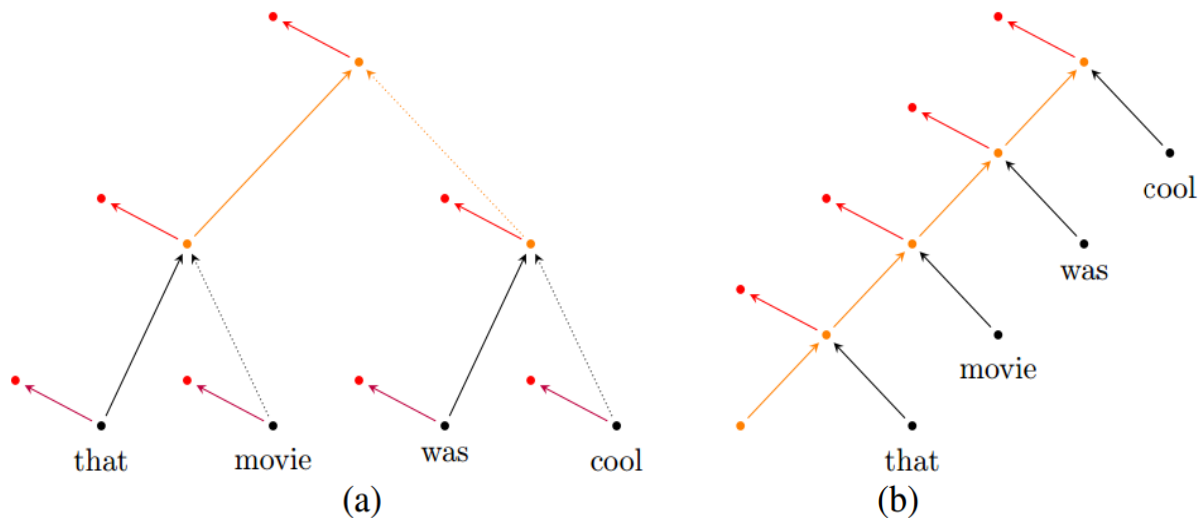 cool
was
movie
that movie was cool that
(a) (b)